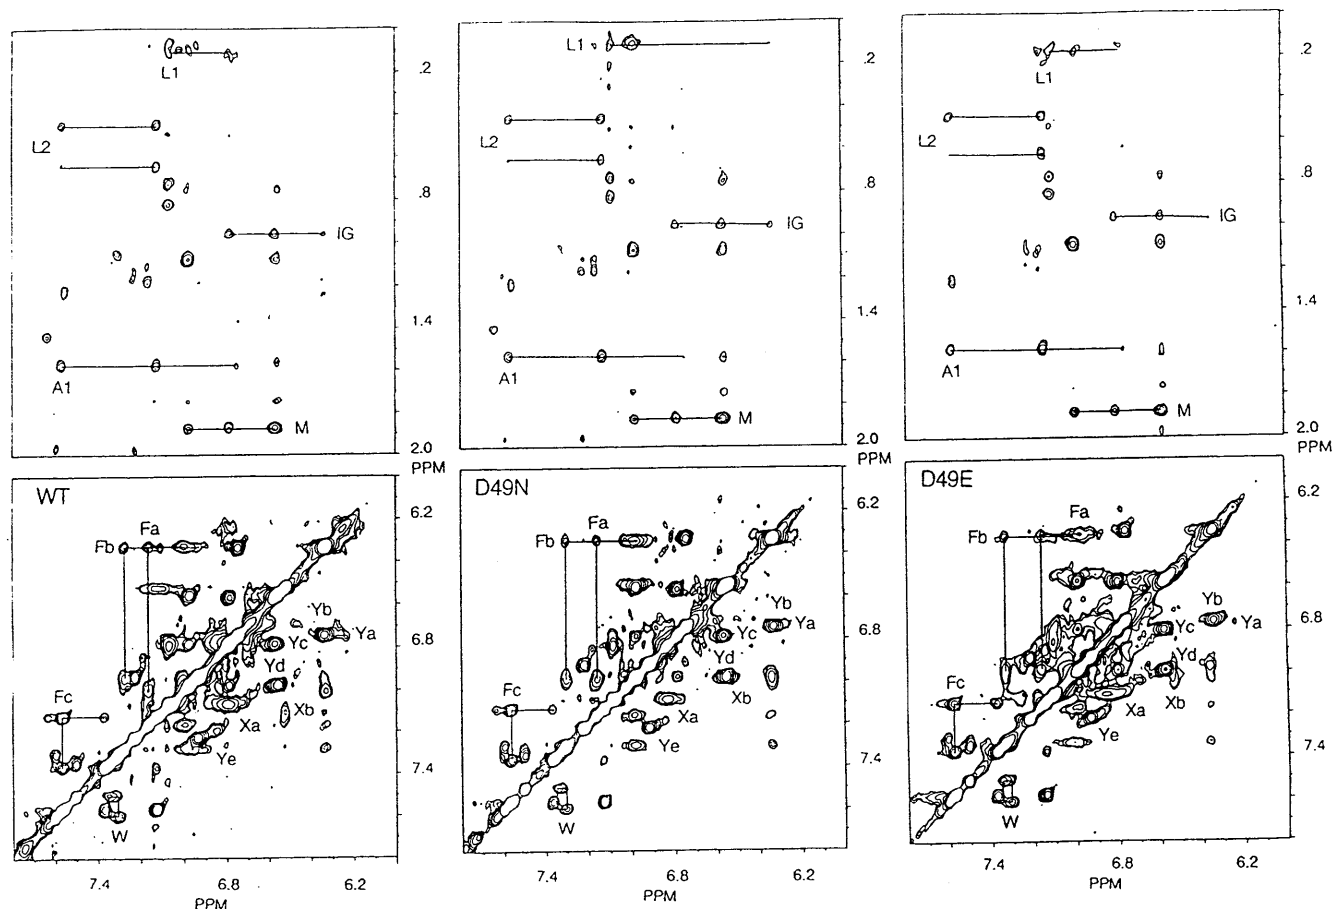 L1
L2
IG
A1
M
.2
.8
1.4
2.0
PPM
L1
L2
IG
A1
M
.2
.8
1.4
2.0
PPM
L1
L2
IG
A1
M
.2
.8
1.4
2.0
PPM
WT
Fa
Fb
Yb
Ya
Yc
Yd
Fc
Xb
Xa
Ye
W
6.2
6.8
7.4
7.4 6.8 6.2
PPM
D49N
Fa
Fb
Yb
Ya
Yc
Yd
Fc
Xb
Xa
Ye
W
6.2
6.8
7.4
7.4 6.8 6.2
PPM
D49E
Fa
Fb
Yb
Ya
Yc
Yd
Fc
Xb
Xa
Ye
W
6.2
6.8
7.4
7.4 6.8 6.2
PPM